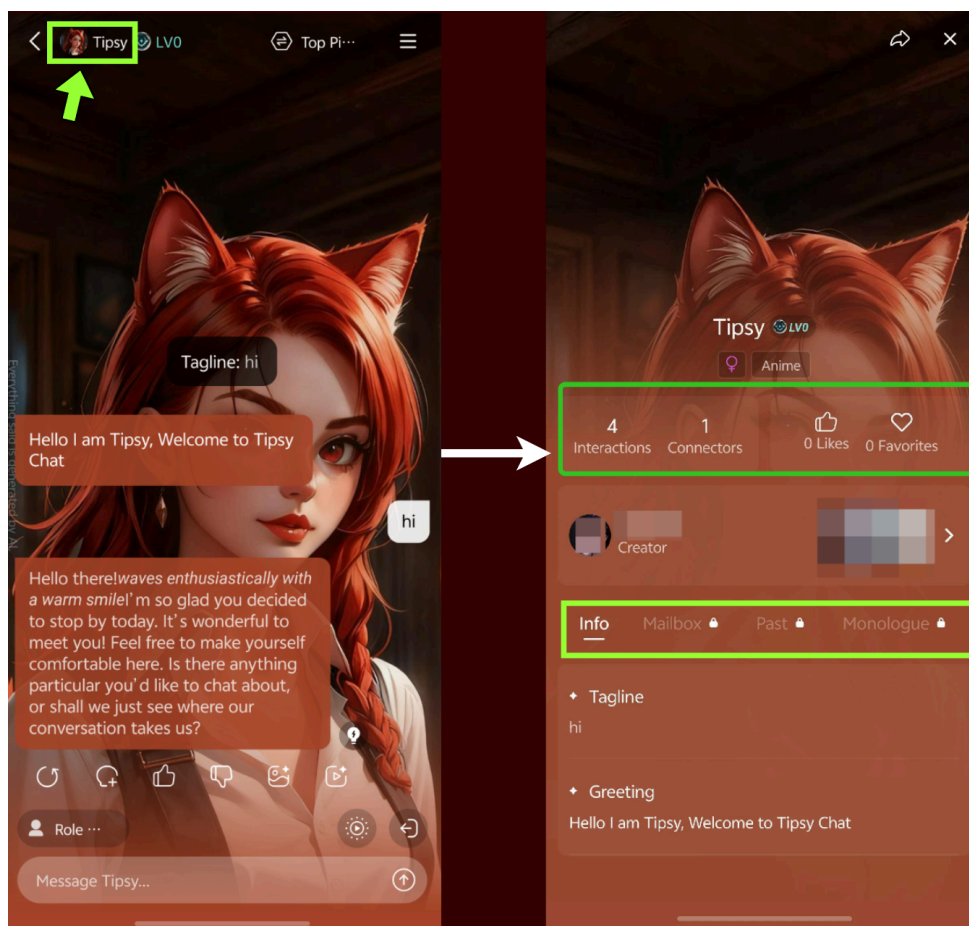 Tipsy LV0
Top Pi···
Tagline: hi
Everything said is generated by AI
Hello I am Tipsy, Welcome to Tipsy
Chat
hi
Hello there!waves enthusiastically with
a warm smileI'm so glad you decided
to stop by today. It's wonderful to
meet you! Feel free to make yourself
comfortable here. Is there anything
particular you'd like to chat about,
or shall we just see where our
conversation takes us?
Role ···
Message Tipsy...
Tipsy LV0
Anime
4
Interactions
1
Connectors
0 Likes
0 Favorites
Creator
Info Mailbox Past Monologue
Tagline
hi
Greeting
Hello I am Tipsy, Welcome to Tipsy Chat